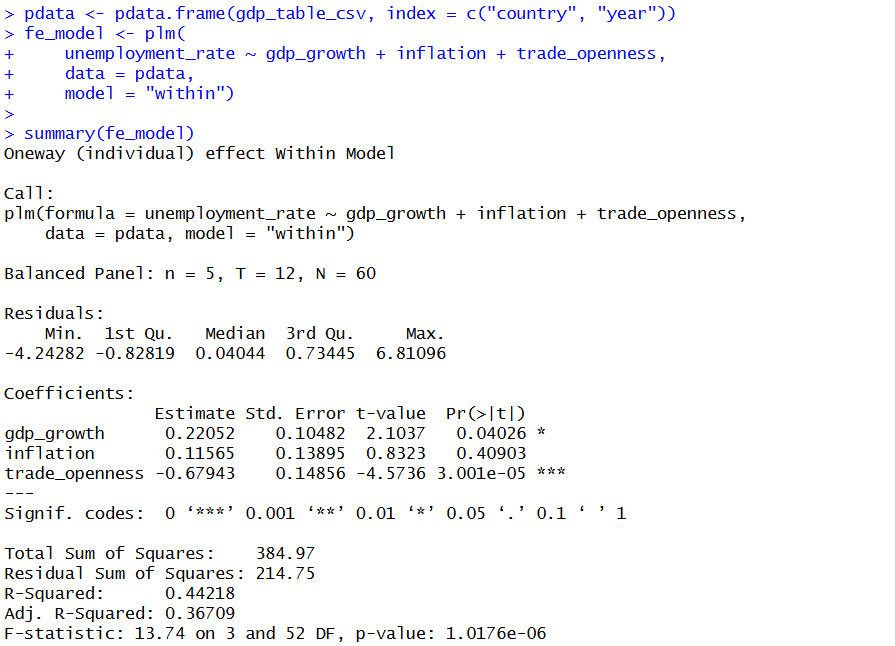 > pdata <- pdata.frame(gdp_table_csv, index = c("country", "year"))
> fe_model <- plm(
+     unemployment_rate ~ gdp_growth + inflation + trade_openness,
+     data = pdata,
+     model = "within")
>
> summary(fe_model)
Oneway (individual) effect Within Model

Call:
plm(formula = unemployment_rate ~ gdp_growth + inflation + trade_openness,
    data = pdata, model = "within")

Balanced Panel: n = 5, T = 12, N = 60

Residuals:
    Min.  1st Qu.   Median  3rd Qu.     Max.
-4.24282 -0.82819  0.04044  0.73445  6.81096

Coefficients:
               Estimate Std. Error t-value  Pr(>|t|)
gdp_growth      0.22052    0.10482  2.1037   0.04026 *
inflation       0.11565    0.13895  0.8323   0.40903
trade_openness -0.67943    0.14856 -4.5736 3.001e-05 ***
---
Signif. codes:  0 ‘***’ 0.001 ‘**’ 0.01 ‘*’ 0.05 ‘.’ 0.1 ‘ ’ 1

Total Sum of Squares:    384.97
Residual Sum of Squares: 214.75
R-Squared:      0.44218
Adj. R-Squared: 0.36709
F-statistic: 13.74 on 3 and 52 DF, p-value: 1.0176e-06